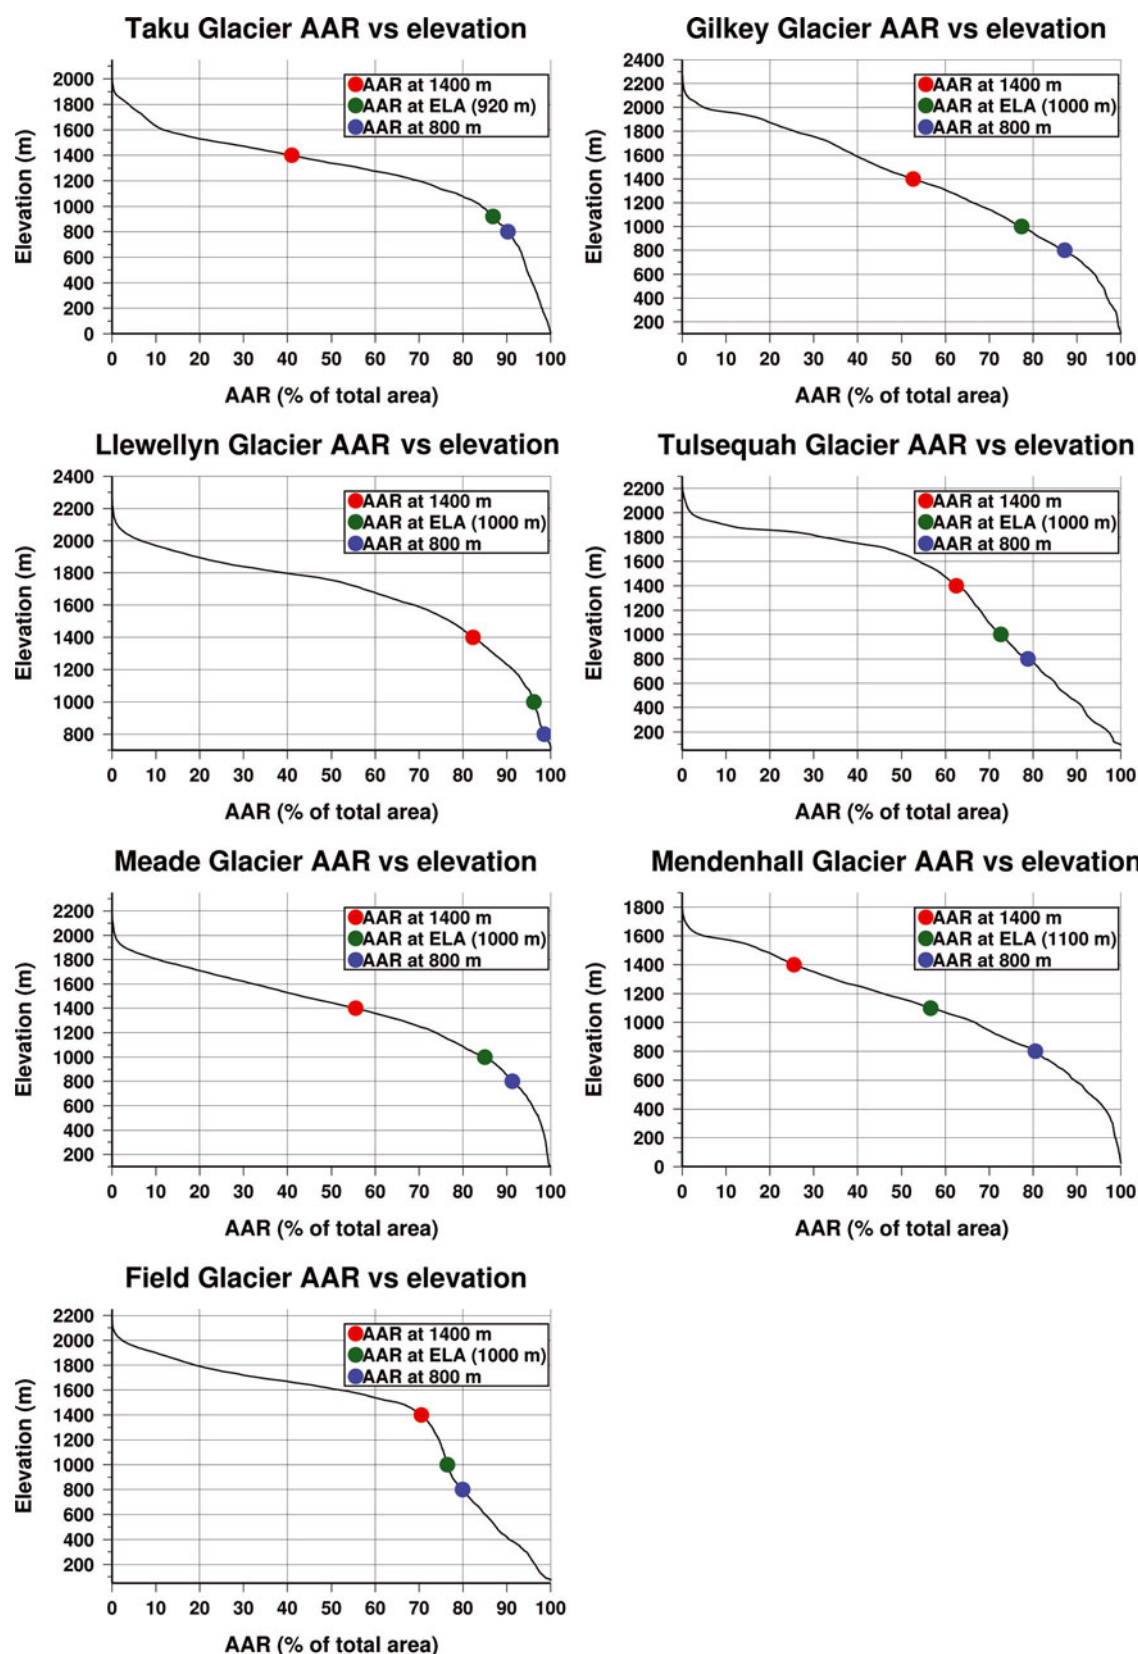 Taku Glacier AAR vs elevation
AAR at 1400 m
AAR at ELA (920 m)
AAR at 800 m
Elevation (m)
2000
1800
1600
1400
1200
1000
800
600
400
200
0
0 10 20 30 40 50 60 70 80 90 100
AAR (% of total area)
Gilkey Glacier AAR vs elevation
AAR at 1400 m
AAR at ELA (1000 m)
AAR at 800 m
Elevation (m)
2400
2200
2000
1800
1600
1400
1200
1000
800
600
400
200
0 10 20 30 40 50 60 70 80 90 100
AAR (% of total area)
Llewellyn Glacier AAR vs elevation
AAR at 1400 m
AAR at ELA (1000 m)
AAR at 800 m
Elevation (m)
2400
2200
2000
1800
1600
1400
1200
1000
800
0 10 20 30 40 50 60 70 80 90 100
AAR (% of total area)
Tulsequah Glacier AAR vs elevation
AAR at 1400 m
AAR at ELA (1000 m)
AAR at 800 m
Elevation (m)
2200
2000
1800
1600
1400
1200
1000
800
600
400
200
0 10 20 30 40 50 60 70 80 90 100
AAR (% of total area)
Meade Glacier AAR vs elevation
AAR at 1400 m
AAR at ELA (1000 m)
AAR at 800 m
Elevation (m)
2200
2000
1800
1600
1400
1200
1000
800
600
400
200
0 10 20 30 40 50 60 70 80 90 100
AAR (% of total area)
Mendenhall Glacier AAR vs elevation
AAR at 1400 m
AAR at ELA (1100 m)
AAR at 800 m
Elevation (m)
1800
1600
1400
1200
1000
800
600
400
200
0
0 10 20 30 40 50 60 70 80 90 100
AAR (% of total area)
Field Glacier AAR vs elevation
AAR at 1400 m
AAR at ELA (1000 m)
AAR at 800 m
Elevation (m)
2200
2000
1800
1600
1400
1200
1000
800
600
400
200
0 10 20 30 40 50 60 70 80 90 100
AAR (% of total area)